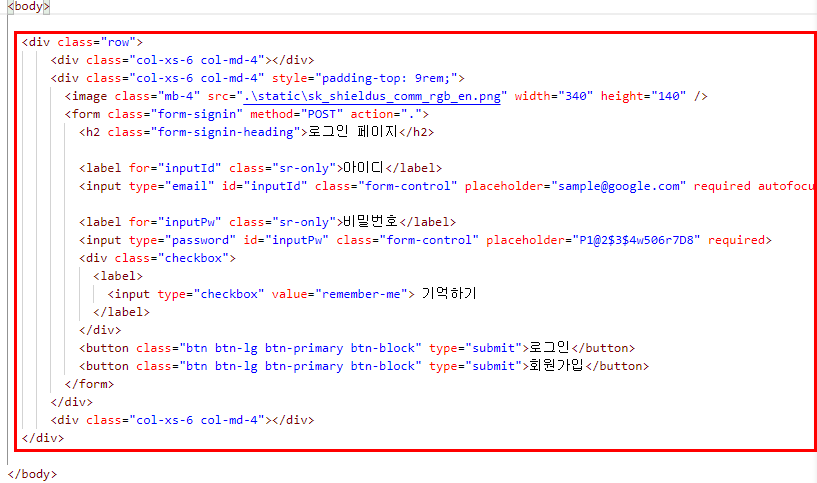 <body>
<div class="row">
<div class="col-xs-6 col-md-4"></div>
<div class="col-xs-6 col-md-4" style="padding-top: 9rem;">
<image class="mb-4" src=".\static\sk_shieldus_comm_rgb_en.png" width="340" height="140" />
<form class="form-signin" method="POST" action=".">
<h2 class="form-signin-heading">로그인 페이지</h2>
<label for="inputId" class="sr-only">아이디</label>
<input type="email" id="inputId" class="form-control" placeholder="sample@google.com" required autofocu
<label for="inputPw" class="sr-only">비밀번호</label>
<input type="password" id="inputPw" class="form-control" placeholder="P1@2$3$4w506r7D8" required>
<div class="checkbox">
<label>
<input type="checkbox" value="remember-me"> 기억하기
</label>
</div>
<button class="btn btn-lg btn-primary btn-block" type="submit">로그인</button>
<button class="btn btn-lg btn-primary btn-block" type="submit">회원가입</button>
</form>
</div>
<div class="col-xs-6 col-md-4"></div>
</div>
</body>